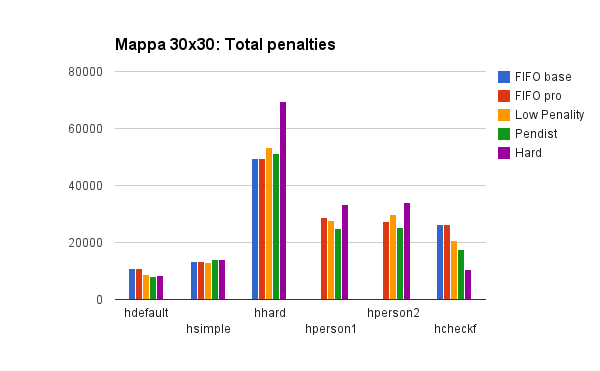 Mappa 30x30: Total penalties
80000
60000
40000
20000
0
hdefault
hsimple
hhard
hperson1
hperson2
hcheckf
FIFO base
FIFO pro
Low Penality
Pendist
Hard